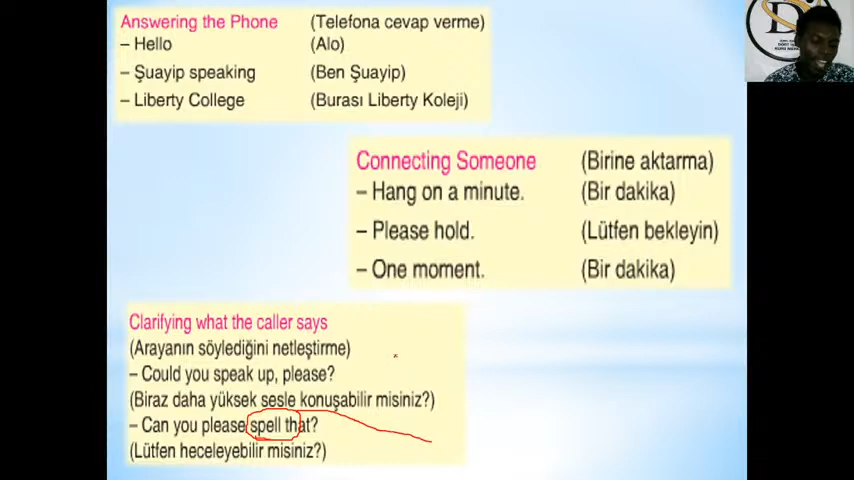 Answering the Phone (Telefona cevap verme)
– Hello (Alo)
– Şuayip speaking (Ben Şuayip)
– Liberty College (Burası Liberty Koleji)
Connecting Someone (Birine aktarma)
– Hang on a minute. (Bir dakika)
– Please hold. (Lütfen bekleyin)
– One moment. (Bir dakika)
Clarifying what the caller says
(Arayanın söylediğini netleştirme)
– Could you speak up, please?
(Biraz daha yüksek sesle konuşabilir misiniz?)
– Can you please spell that?
(Lütfen heceleyebilir misiniz?)